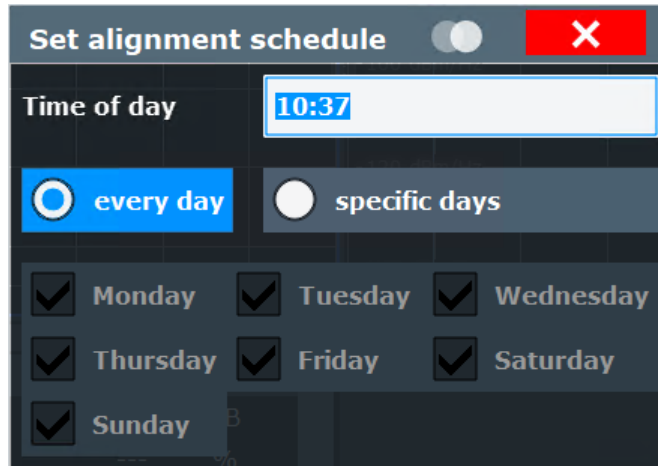 Set alignment schedule
Time of day 10:37
every day specific days
Monday Tuesday Wednesday
Thursday Friday Saturday
Sunday
B
--- %